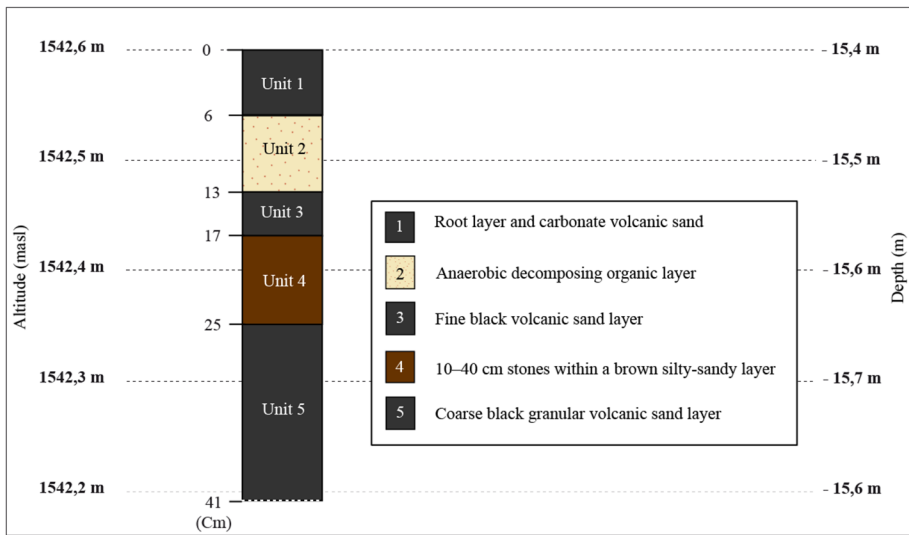 1542,6 m
0
- 15,4 m
Unit 1
6
1542,5 m
Unit 2
- 15,5 m
13
Unit 3
17
1542,4 m
Unit 4
- 15,6 m
25
1542,3 m
Unit 5
- 15,7 m
1542,2 m
41
(Cm)
- 15,6 m
Altitude (masl)
Depth (m)
1 Root layer and carbonate volcanic sand
2 Anaerobic decomposing organic layer
3 Fine black volcanic sand layer
4 10–40 cm stones within a brown silty-sandy layer
5 Coarse black granular volcanic sand layer